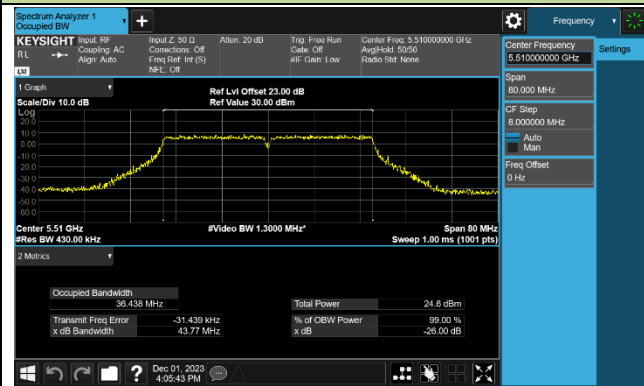 Spectrum Analyzer 1
Occupied BW
+
Frequency
KEYSIGHT
RL
LXI
Input: RF
Coupling: AC
Align: Auto
Input Z: 50 Ω
Corrections: Off
Freq Ref: Int (S)
NFE: Off
Atten: 20 dB
Trig: Free Run
Gate: Off
#IF Gain: Low
Center Freq: 5.510000000 GHz
Avg|Hold: 50/50
Radio Std: None
Center Frequency
5.510000000 GHz
Settings
Span
80.000 MHz
CF Step
8.000000 MHz
Auto
Man
Freq Offset
0 Hz
1 Graph
Scale/Div 10.0 dB
Ref Lvl Offset 23.00 dB
Ref Value 30.00 dBm
Log
20.0
10.0
0.00
-10.0
-20.0
-30.0
-40.0
-50.0
-60.0
Center 5.51 GHz
#Res BW 430.00 kHz
#Video BW 1.3000 MHz*
Span 80 MHz
Sweep 1.00 ms (1001 pts)
2 Metrics
Occupied Bandwidth
36.438 MHz
Total Power 24.6 dBm
Transmit Freq Error -31.439 kHz
% of OBW Power 99.00 %
x dB Bandwidth 43.77 MHz
x dB -26.00 dB
?
Dec 01, 2023
4:05:43 PM